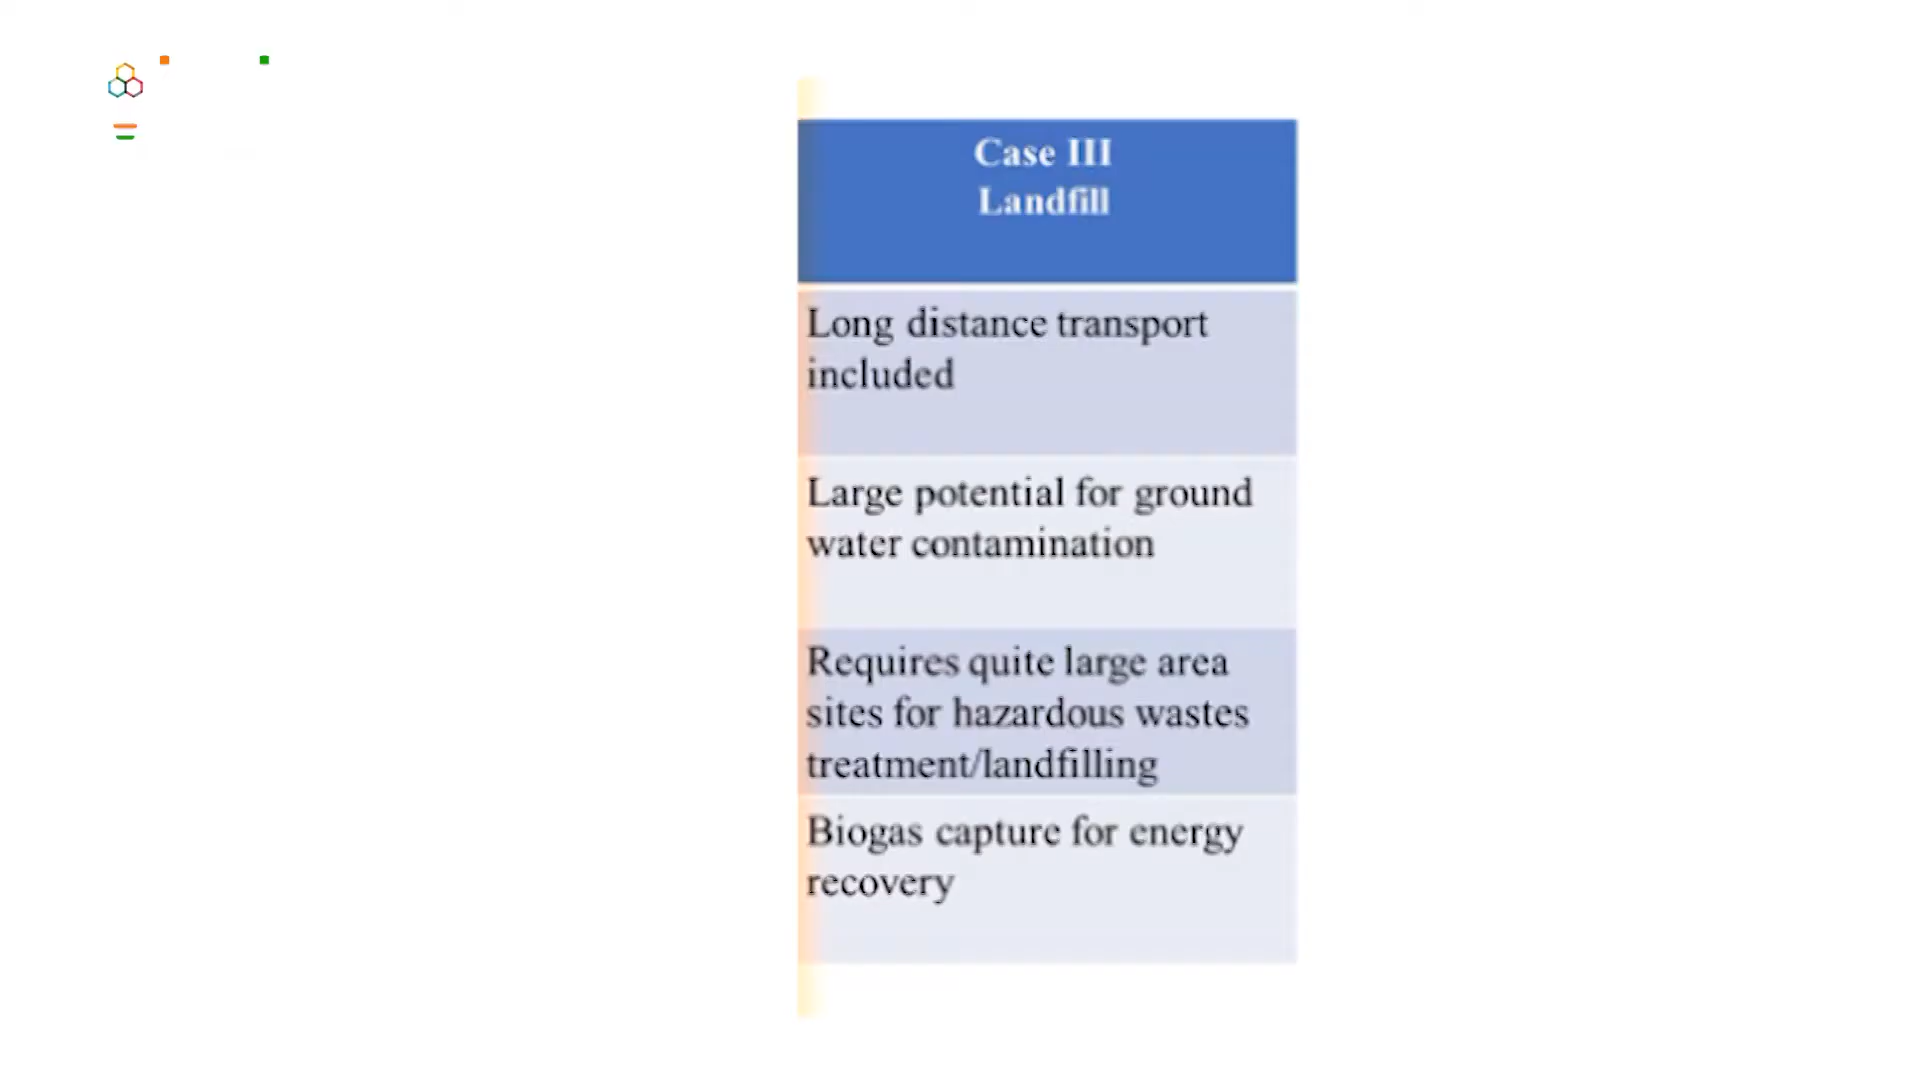 Case III
Landfill
Long distance transport
included
Large potential for ground
water contamination
Requires quite large area
sites for hazardous wastes
treatment/landfilling
Biogas capture for energy
recovery